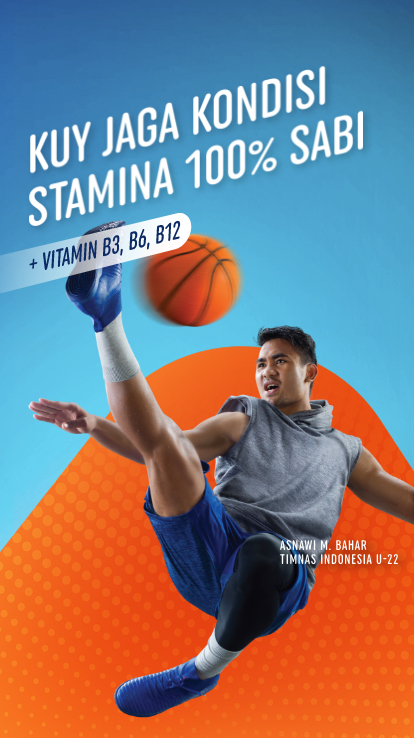 KUY JAGA KONDISI
STAMINA 100% SABI
+ VITAMIN B3, B6, B12
ASNAWI M. BAHAR
TIMNAS INDONESIA U-22